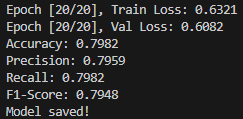 Epoch [20/20], Train Loss: 0.6321
Epoch [20/20], Val Loss: 0.6082
Accuracy: 0.7982
Precision: 0.7959
Recall: 0.7982
F1-Score: 0.7948
Model saved!